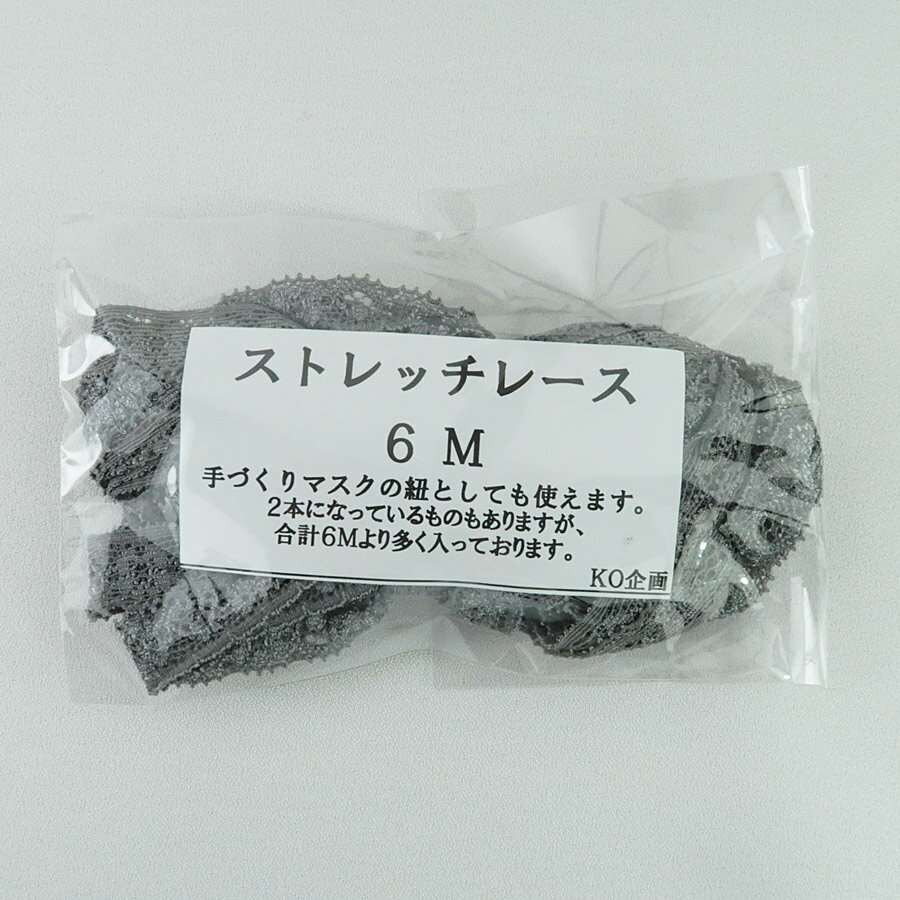 ストレッチレース
6 M
手づくりマスクの紐としても使えます。
2本になっているものもありますが、
合計6Mより多く入っております。
KO企画